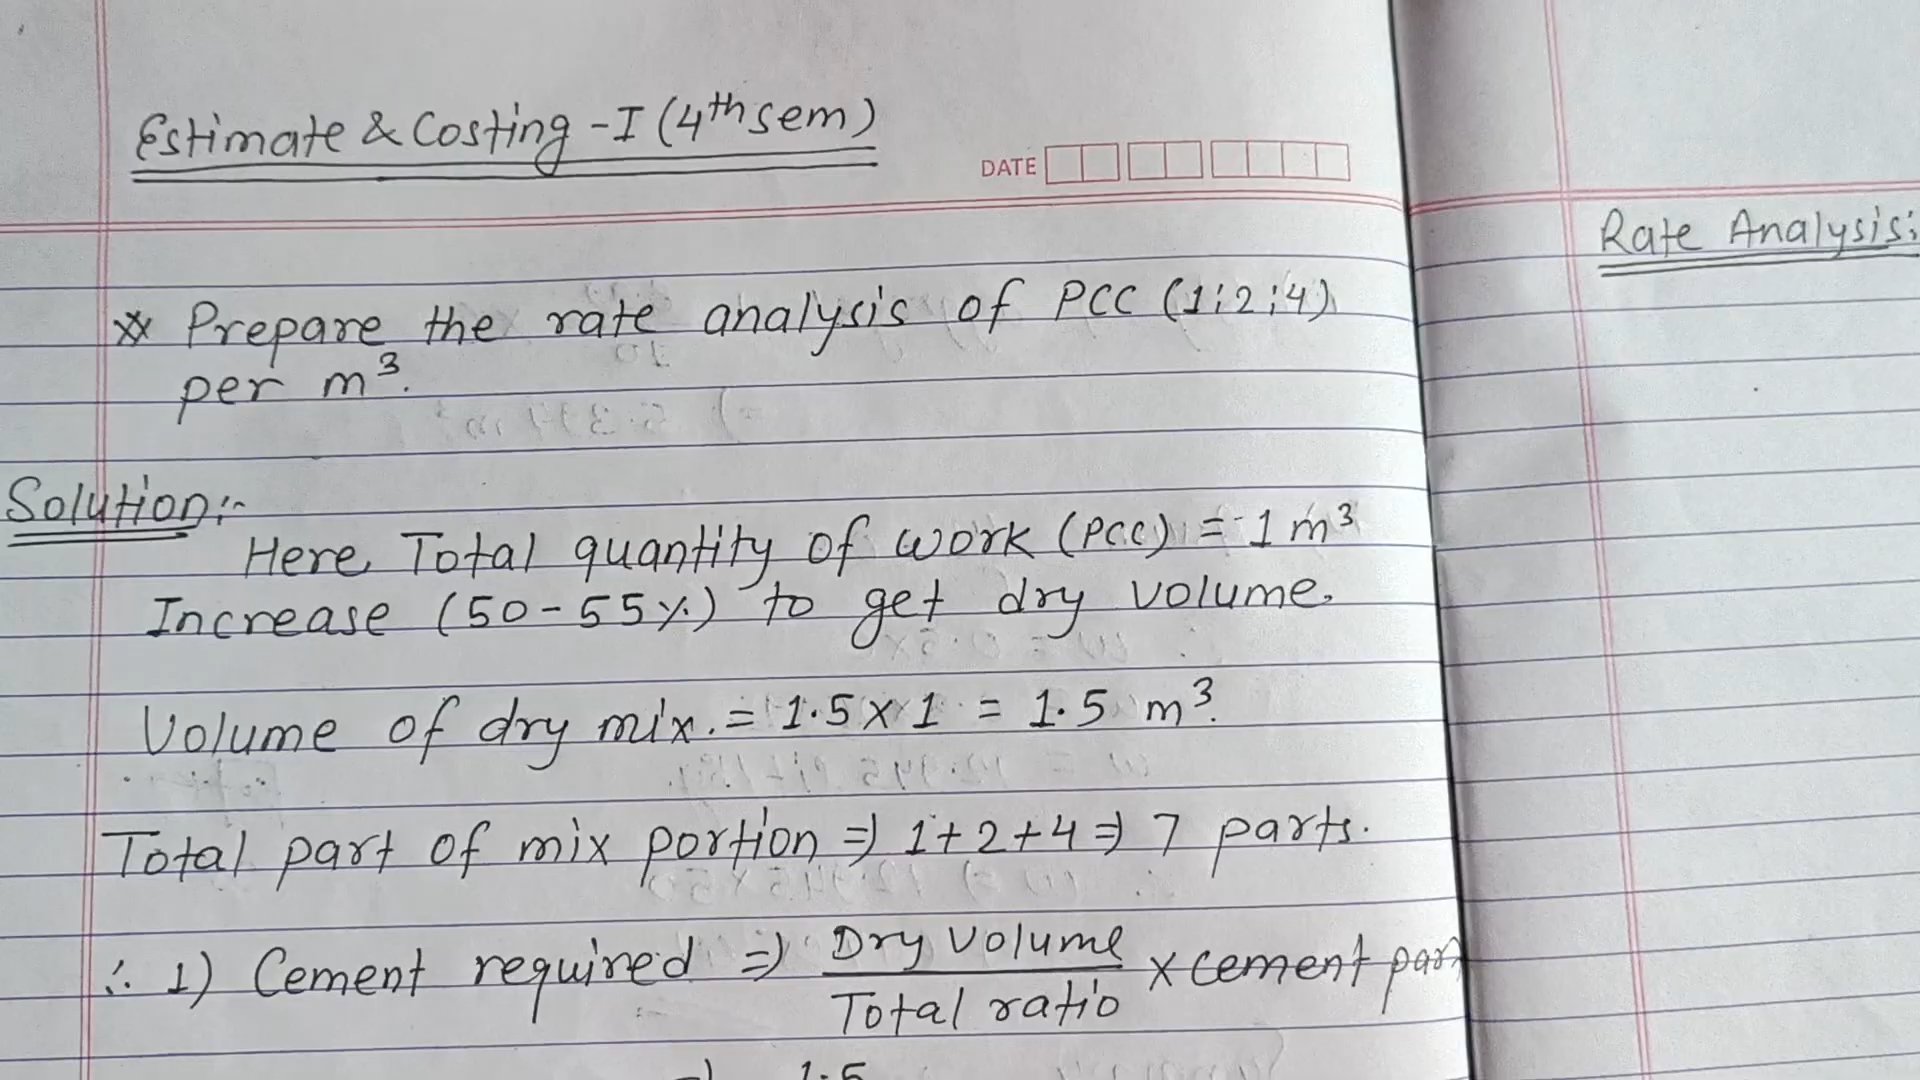 Estimate & Costing -I (4th sem)
DATE
Rate Analysis:
** Prepare the rate analysis of PCC (1:2:4)
per m³.
Solution:-
Here Total quantity of work (PCC) = 1 m³
Increase (50-55%) to get dry volume.
Volume of dry mix. = 1.5 x 1 = 1.5 m³.
Total part of mix portion => 1+2+4 => 7 parts.
∴ 1) Cement required => Dry Volume / Total ratio x cement part
=> 1.5